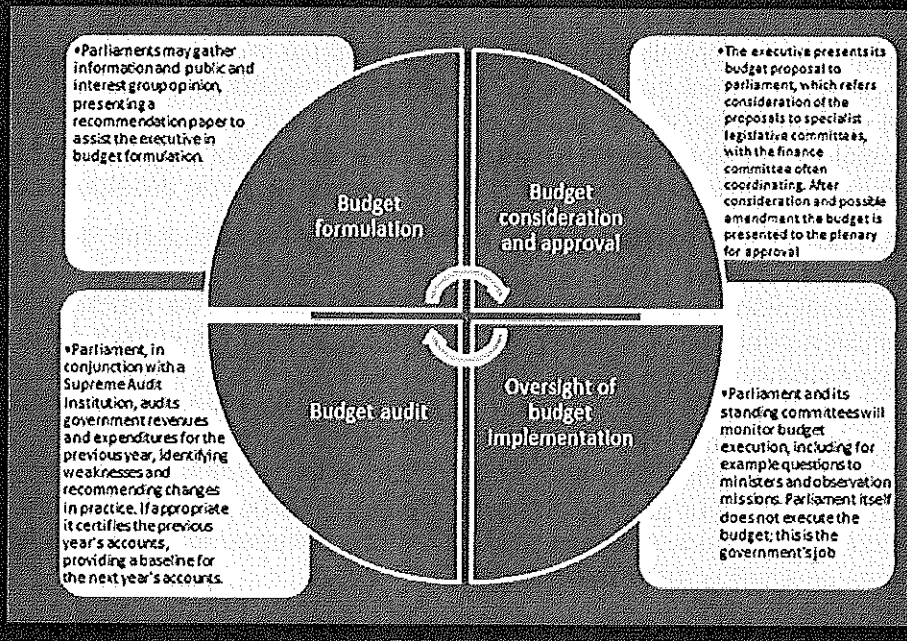 •Parliaments may gather
information and public and
interest group opinion,
presenting a
recommendation paper to
assist the executive in
budget formulation.
•The executive presents its
budget proposal to
parliament, which refers
consideration of the
proposals to specialist
legislative committees,
with the finance
committee often
coordinating. After
consideration and possible
amendment the budget is
presented to the plenary
for approval
Budget
formulation
Budget
consideration
and approval
Budget audit
Oversight of
budget
implementation
•Parliament, in
conjunction with a
Supreme Audit
Institution, audits
government revenues
and expenditures for the
previous year, identifying
weaknesses and
recommending changes
in practice. If appropriate
it certifies the previous
year's accounts,
providing a baseline for
the next year's accounts.
•Parliament and its
standing committees will
monitor budget
execution, including for
example questions to
ministers and observation
missions. Parliament itself
does not execute the
budget; this is the
government's job